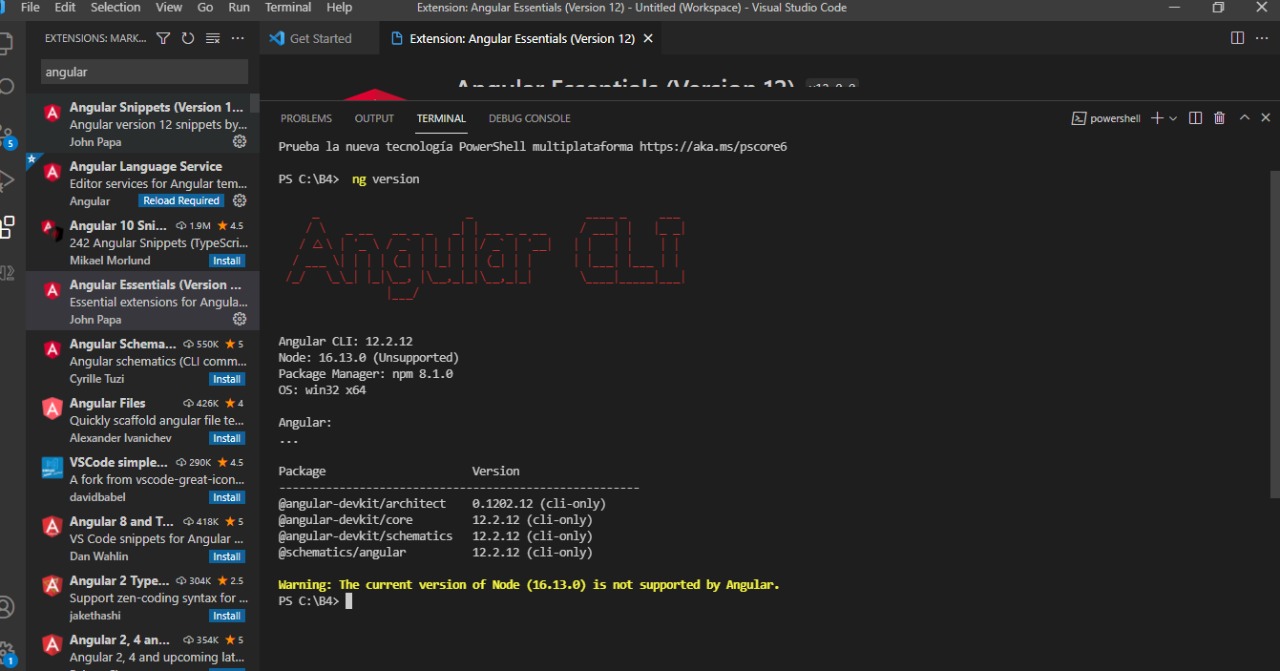 File Edit Selection View Go Run Terminal Help Extension: Angular Essentials (Version 12) - Untitled (Workspace) - Visual Studio Code
EXTENSIONS: MARK... ...
Get Started Extension: Angular Essentials (Version 12)
angular
Angular Snippets (Version 1...
Angular version 12 snippets by...
John Papa
Angular Language Service
Editor services for Angular tem...
Angular Reload Required
Angular 10 Sni... 1.9M ★ 4.5
242 Angular Snippets (TypeScri...
Mikael Morlund Install
Angular Essentials (Version ...
Essential extensions for Angula...
John Papa
Angular Schema... 550K ★ 5
Angular schematics (CLI comm...
Cyrille Tuzi Install
Angular Files 426K ★ 4
Quickly scaffold angular file te...
Alexander Ivanichev Install
VSCode simple... 290K ★ 4.5
A fork from vscode-great-icon...
davidbabel Install
Angular 8 and T... 418K ★ 5
VS Code snippets for Angular ...
Dan Wahlin Install
Angular 2 Type... 304K ★ 2.5
Support zen-coding syntax for ...
jakethashi Install
Angular 2, 4 an... 354K ★ 5
Angular 2, 4 and upcoming lat...
5
1
Angular Essentials (Version 12) v12.0.0
PROBLEMS OUTPUT TERMINAL DEBUG CONSOLE powershell
Prueba la nueva tecnología PowerShell multiplataforma https://aka.ms/pscore6
PS C:\B4> ng version
Angular CLI
Angular CLI: 12.2.12
Node: 16.13.0 (Unsupported)
Package Manager: npm 8.1.0
OS: win32 x64
Angular:
...
Package Version
------------------------------------------------------
@angular-devkit/architect 0.1202.12 (cli-only)
@angular-devkit/core 12.2.12 (cli-only)
@angular-devkit/schematics 12.2.12 (cli-only)
@schematics/angular 12.2.12 (cli-only)
Warning: The current version of Node (16.13.0) is not supported by Angular.
PS C:\B4>